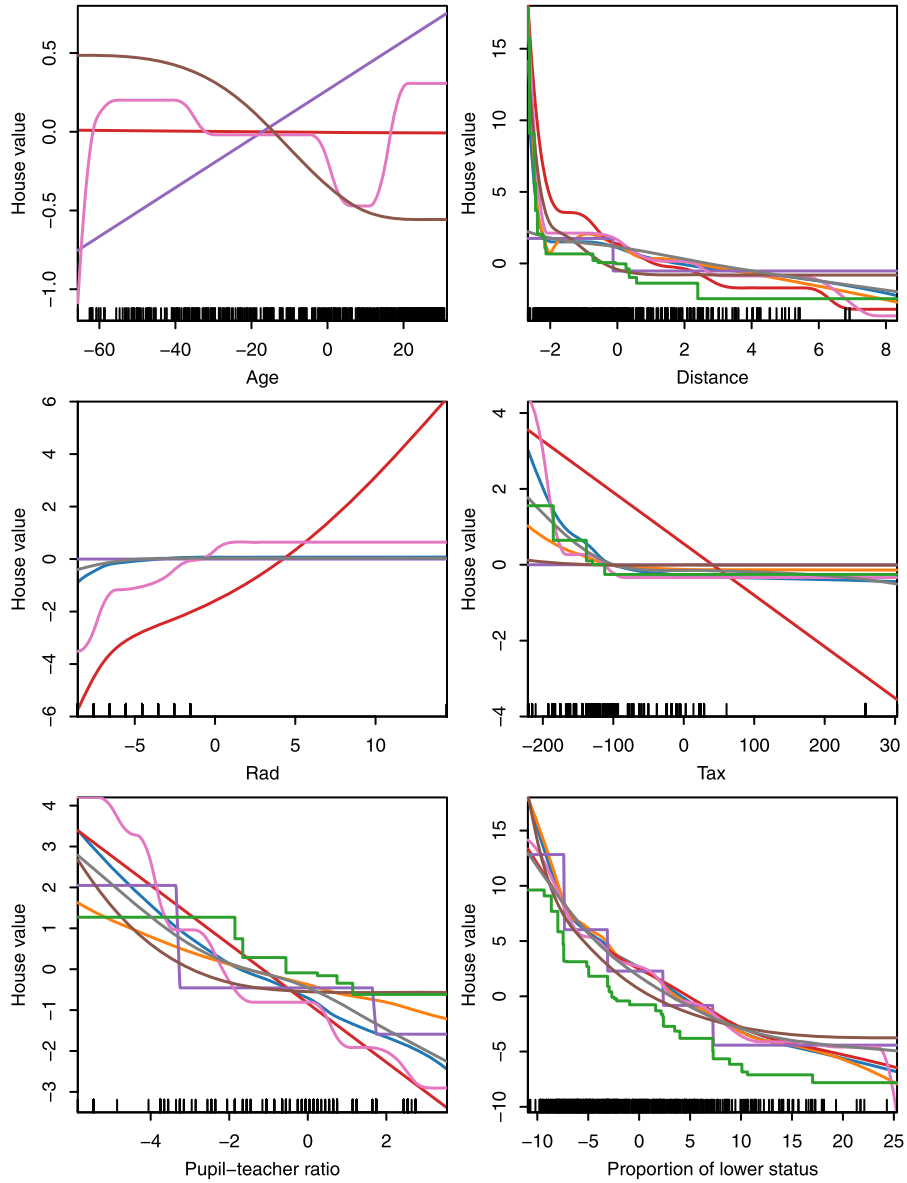 House value
0.5
0.0
−0.5
−1.0
−60 −40 −20 0 20
Age
House value
15
5
0
−2 0 2 4 6 8
Distance
House value
6
4
2
0
−2
−4
−6
−5 0 5 10
Rad
House value
4
2
0
−2
−4
−200 −100 0 100 200 30
Tax
House value
4
3
2
1
0
−1
−3
−4 −2 0 2
Pupil−teacher ratio
House value
15
10
5
0
−5
−10
−10 −5 0 5 10 15 20 25
Proportion of lower status